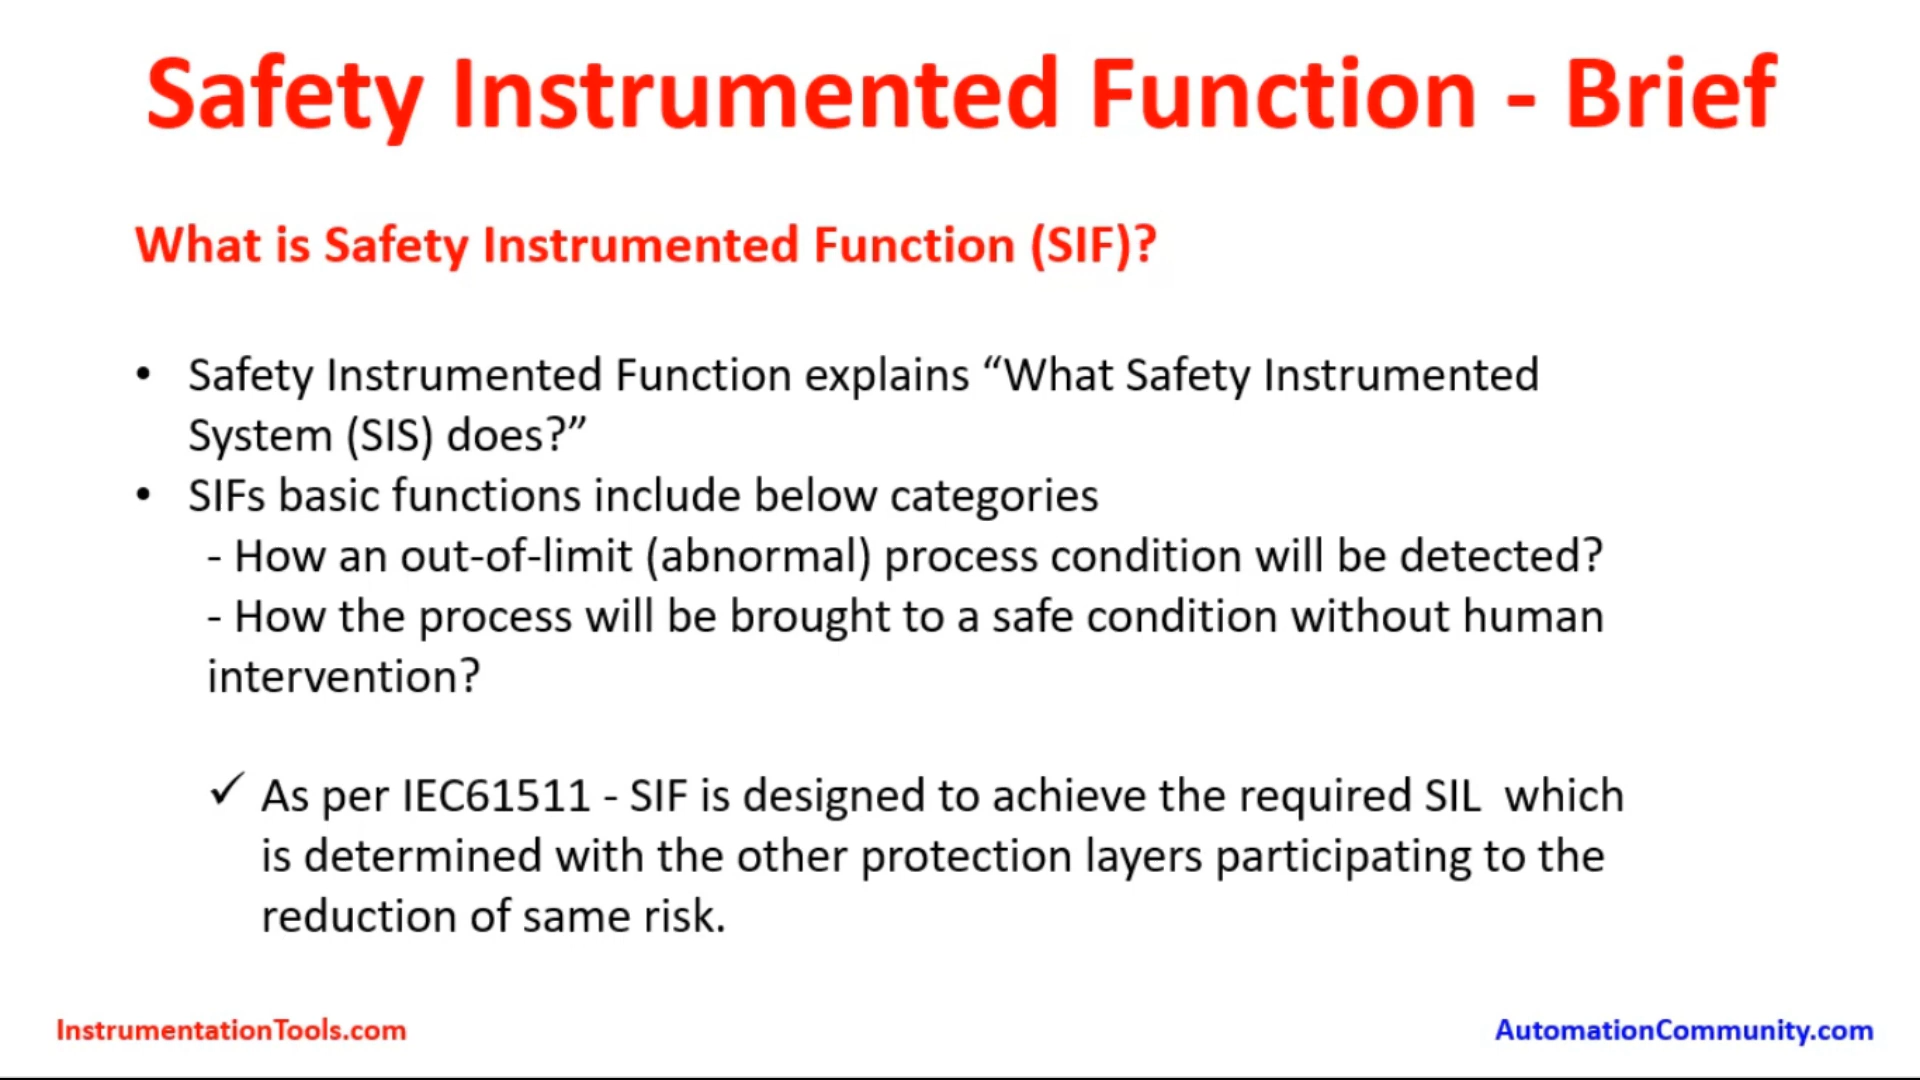 Safety Instrumented Function - Brief
What is Safety Instrumented Function (SIF)?
• Safety Instrumented Function explains “What Safety Instrumented
System (SIS) does?”
• SIFs basic functions include below categories
- How an out-of-limit (abnormal) process condition will be detected?
- How the process will be brought to a safe condition without human
intervention?
✓ As per IEC61511 - SIF is designed to achieve the required SIL  which
is determined with the other protection layers participating to the
reduction of same risk.
InstrumentationTools.com
AutomationCommunity.com